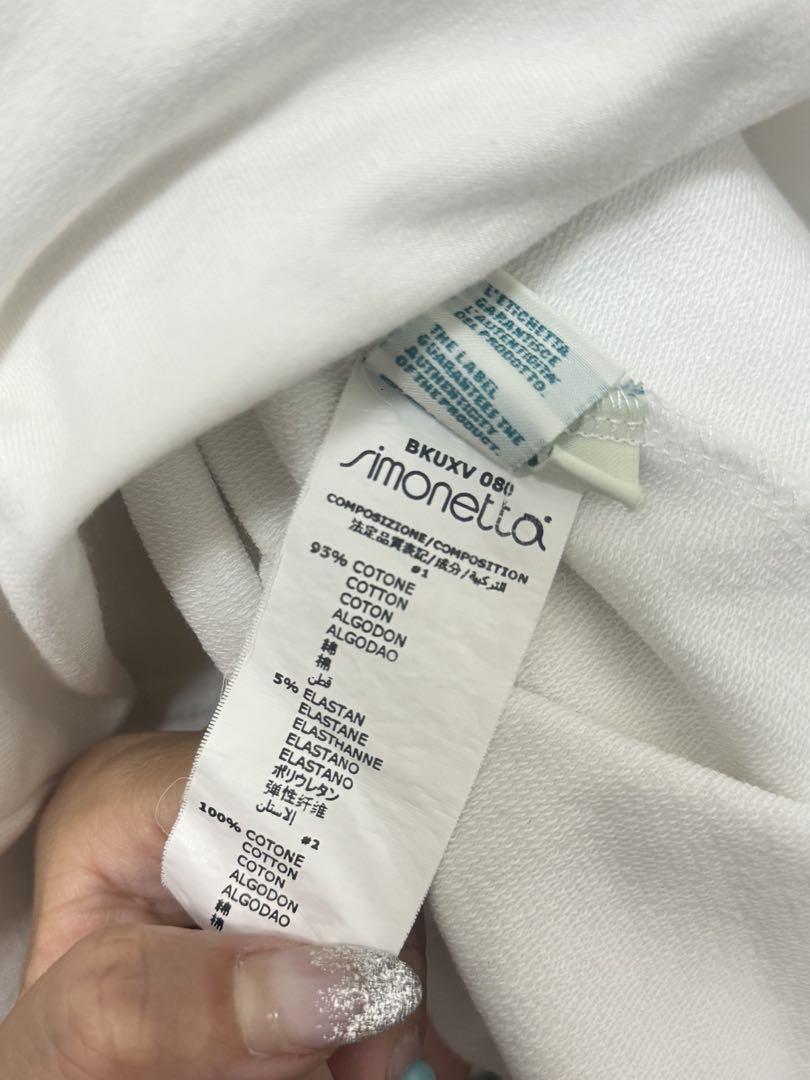 L'ETICHETTA
GARANTISCE
L'AUTENTICITA
DEL PRODOTTO.
THE LABEL
GUARANTEES THE
AUTHENTICITY
OF THE PRODUCT.
BKUXV 080
simonetta
COMPOSIZIONE/COMPOSITION
法定品質表記/成分/التركيبة
#1
93% COTONE
COTTON
COTON
ALGODON
ALGODAO
綿
棉
قطن
5% ELASTAN
ELASTANE
ELASTHANNE
ELASTANO
ELASTANO
ポリウレタン
弹性纤维
الاستان
#2
100% COTONE
COTTON
COTON
ALGODON
ALGODAO
綿
棉